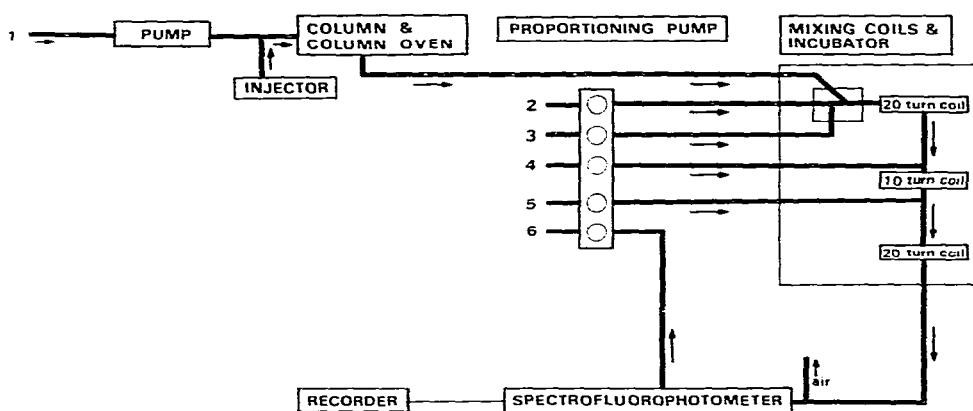 1
PUMP
COLUMN &
COLUMN OVEN
INJECTOR
PROPORTIONING PUMP
MIXING COILS &
INCUBATOR
2
3
4
5
6
20 turn coil
10 turn coil
20 turn coil
air
RECORDER
SPECTROFLUOROPHOTOMETER